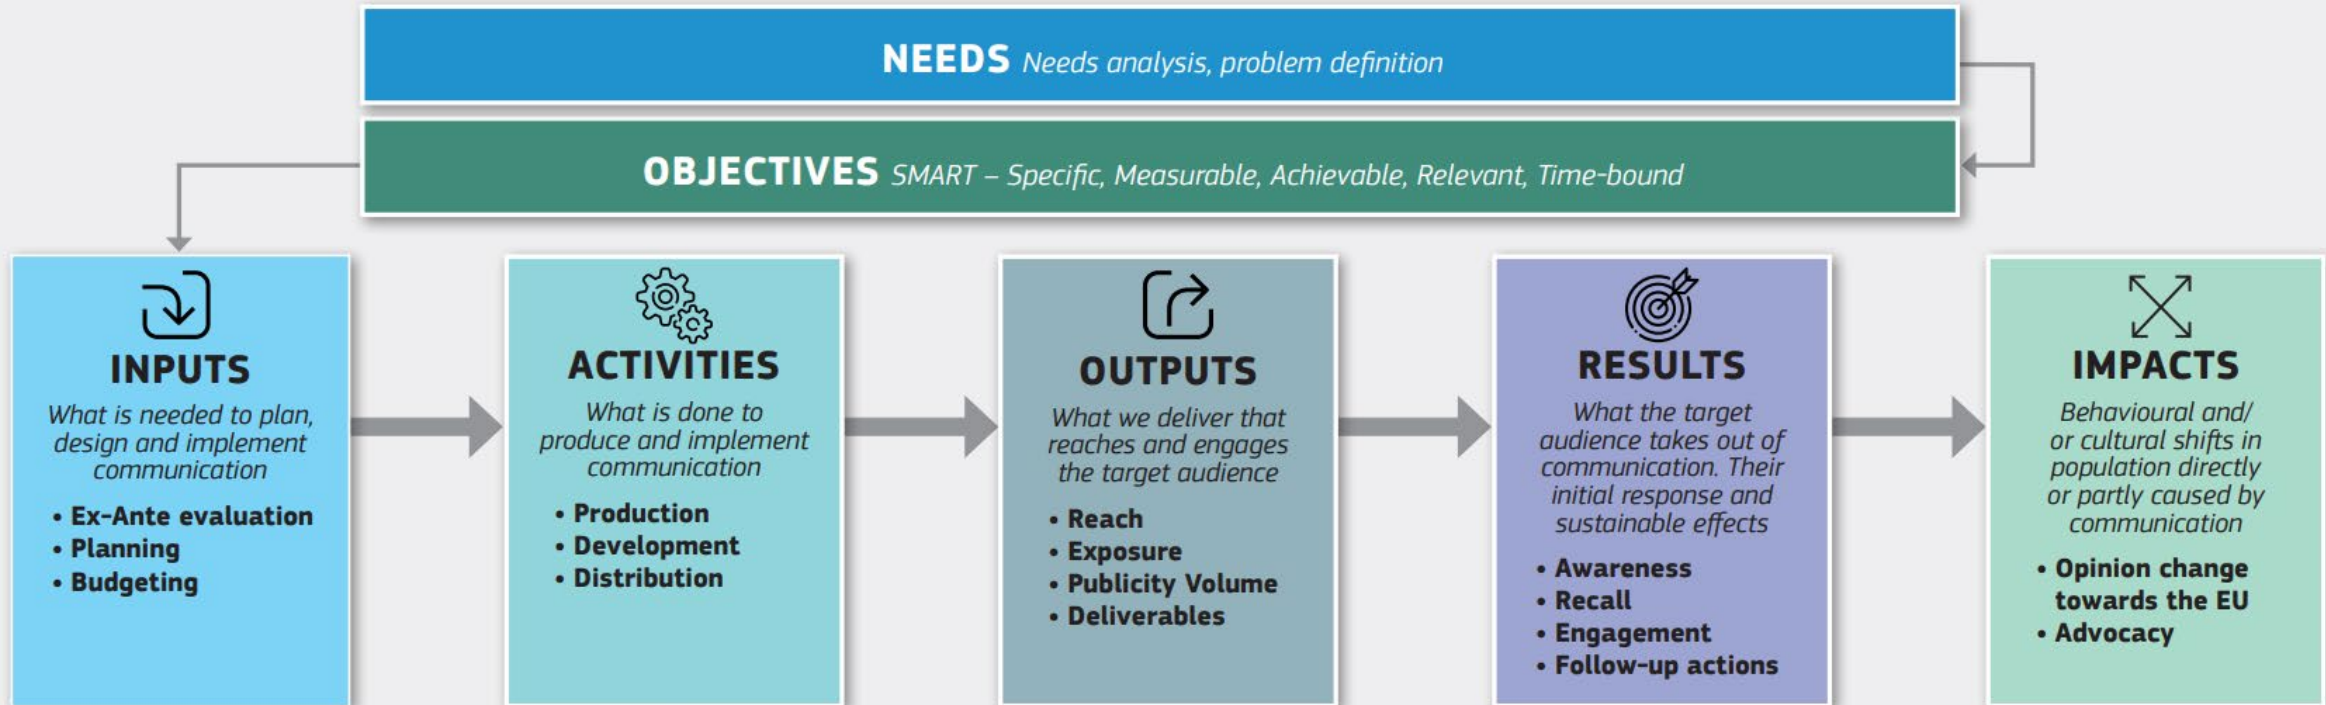 NEEDS Needs analysis, problem definition
OBJECTIVES SMART – Specific, Measurable, Achievable, Relevant, Time-bound
INPUTS
What is needed to plan,
design and implement
communication
• Ex-Ante evaluation
• Planning
• Budgeting
ACTIVITIES
What is done to
produce and implement
communication
• Production
• Development
• Distribution
OUTPUTS
What we deliver that
reaches and engages
the target audience
• Reach
• Exposure
• Publicity Volume
• Deliverables
RESULTS
What the target
audience takes out of
communication. Their
initial response and
sustainable effects
• Awareness
• Recall
• Engagement
• Follow-up actions
IMPACTS
Behavioural and/
or cultural shifts in
population directly
or partly caused by
communication
• Opinion change
towards the EU
• Advocacy